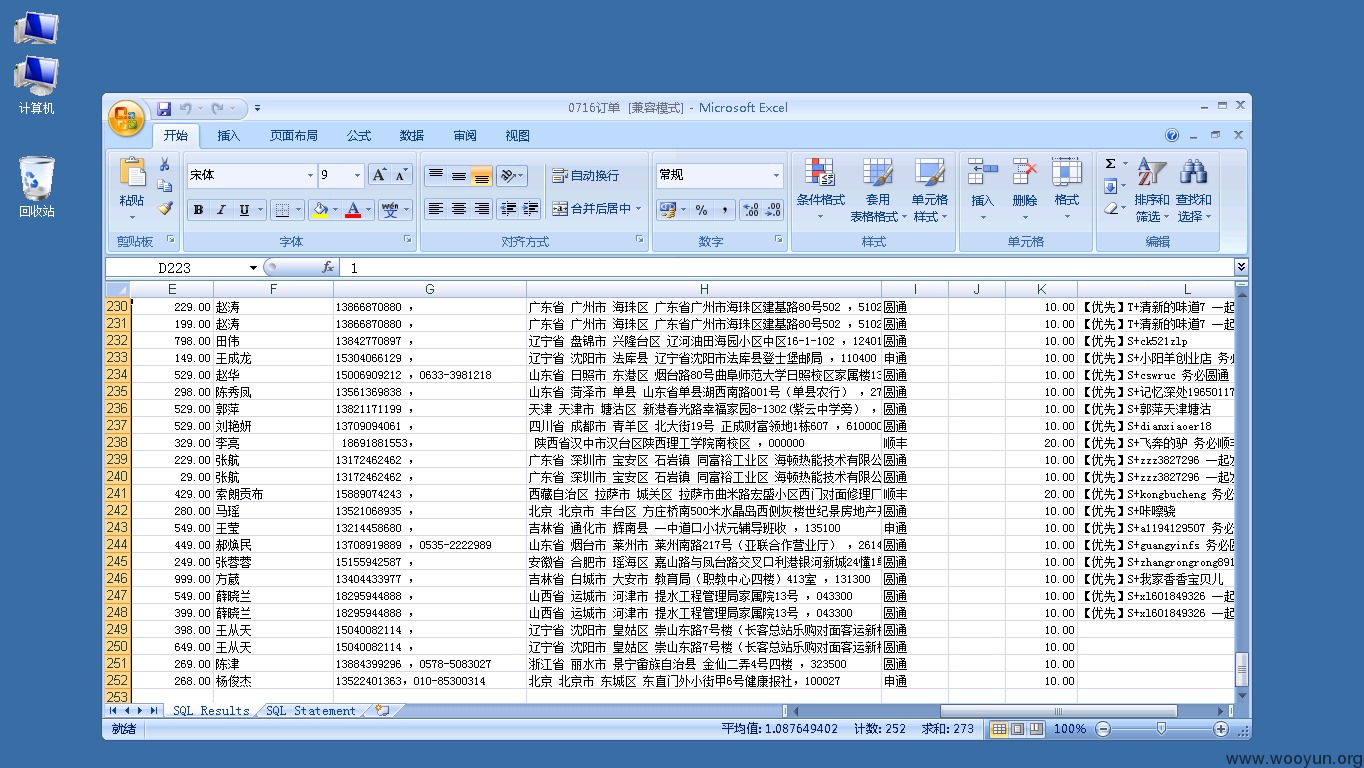 计算机
回收站
0716订单 [兼容模式] - Microsoft Excel
开始 插入 页面布局 公式 数据 审阅 视图
粘贴
宋体 9
B I U A 变
自动换行
合并后居中
常规
% ,
条件格式 套用表格格式 单元格样式
插入 删除 格式
Σ 排序和筛选 查找和选择
剪贴板 字体 对齐方式 数字 样式 单元格 编辑
D223 fx 1
E F G H I J K L
230 229.00 赵涛 13866870880 , 广东省 广州市 海珠区 广东省广州市海珠区建基路80号502 , 5102 圆通 10.00 【优先】T+清新的味道7 一起
231 199.00 赵涛 13866870880 , 广东省 广州市 海珠区 广东省广州市海珠区建基路80号502 , 5102 圆通 10.00 【优先】T+清新的味道7 一起
232 798.00 田伟 13842770897 , 辽宁省 盘锦市 兴隆台区 辽河油田海园小区中区16-1-102 , 12401 圆通 10.00 【优先】S+ck521zlp
233 149.00 王成龙 15304066129 , 辽宁省 沈阳市 法库县 辽宁省沈阳市法库县登士堡邮局 , 110400 申通 10.00 【优先】S+小阳羊创业店 务必
234 529.00 赵华 15006909212 , 0633-3981218 山东省 日照市 东港区 烟台路80号曲阜师范大学日照校区家属楼13 圆通 10.00 【优先】S+cswruc 务必圆通
235 298.00 陈秀凤 13561369838 , 山东省 菏泽市 单县 山东省单县湖西南路001号（单县农行） , 27 圆通 10.00 【优先】S+记忆深处19650117
236 529.00 郭萍 13821171199 , 天津 天津市 塘沽区 新港春光路幸福家园8-1302(紫云中学旁) , 圆通 10.00 【优先】S+郭萍天津塘沽
237 529.00 刘艳妍 13709094061 , 四川省 成都市 青羊区 北大街19号 正成财富领地1栋607 , 610000 圆通 10.00 【优先】S+dianxiaoer18
238 329.00 李亮 18691881553, 陕西省汉中市汉台区陕西理工学院南校区 , 000000 顺丰 20.00 【优先】S+飞奔的驴 务必顺丰
239 229.00 张航 13172462462 , 广东省 深圳市 宝安区 石岩镇 同富裕工业区 海顿热能技术有限公 圆通 10.00 【优先】S+zzz3827296 一起发
240 29.00 张航 13172462462 , 广东省 深圳市 宝安区 石岩镇 同富裕工业区 海顿热能技术有限公 圆通 10.00 【优先】S+zzz3827296 一起发
241 429.00 索朗贡布 15889074243 , 西藏自治区 拉萨市 城关区 拉萨市曲米路宏盛小区西门对面修理厂 顺丰 20.00 【优先】S+kongbucheng 务必
242 280.00 马瑶 13521068935 , 北京 北京市 丰台区 方庄桥南500米水晶岛西侧灰楼世纪景房地产开 圆通 10.00 【优先】S+咔嚓骁
243 549.00 王莹 13214458680 , 吉林省 通化市 辉南县 一中道口小状元辅导班收 , 135100 申通 10.00 【优先】S+a1194129507 务必
244 449.00 郝焕民 13708919889 , 0535-2222989 山东省 烟台市 莱州市 莱州南路217号（亚联合作营业厅） , 2614 圆通 10.00 【优先】S+guangyinfs 务必圆
245 249.00 张蓉蓉 15155942587 , 安徽省 合肥市 瑶海区 嘉山路与凤台路交叉口利港银河新城24幢1单 圆通 10.00 【优先】S+zhangrongrong891
246 999.00 方葳 13404433977 , 吉林省 白城市 大安市 教育局（职教中心四楼）413室 , 131300 圆通 10.00 【优先】S+我家香香宝贝儿
247 549.00 薛晓兰 18295944888 , 山西省 运城市 河津市 提水工程管理局家属院13号 , 043300 圆通 10.00 【优先】S+x1601849326 一起
248 399.00 薛晓兰 18295944888 , 山西省 运城市 河津市 提水工程管理局家属院13号 , 043300 圆通 10.00 【优先】S+x1601849326 一起
249 398.00 王从天 15040082114 , 辽宁省 沈阳市 皇姑区 崇山东路7号楼（长客总站乐购对面客运新村 圆通 10.00
250 649.00 王从天 15040082114 , 辽宁省 沈阳市 皇姑区 崇山东路7号楼（长客总站乐购对面客运新村 圆通 10.00
251 269.00 陈津 13884399296 , 0578-5083027 浙江省 丽水市 景宁畲族自治县 金仙二弄4号四楼 , 323500 圆通 10.00
252 268.00 杨俊杰 13522401363, 010-85300314 北京 北京市 东城区 东直门外小街甲6号健康报社, 100027 申通 10.00
253
SQL Results SQL Statement
就绪 平均值: 1.087649402 计数: 252 求和: 273 100%
www.wooyun.org